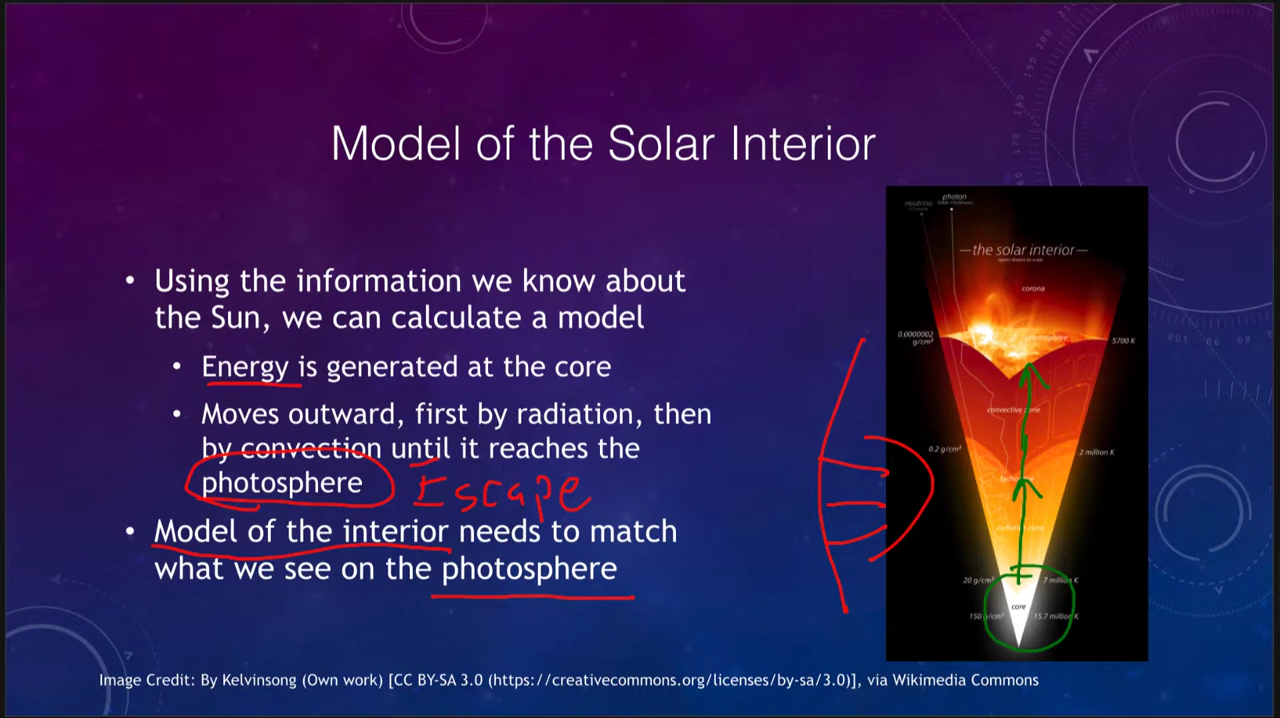 Model of the Solar Interior
• Using the information we know about
the Sun, we can calculate a model
• Energy is generated at the core
• Moves outward, first by radiation, then
by convection until it reaches the
photosphere Escape
• Model of the interior needs to match
what we see on the photosphere
neutrino
photon
—the solar interior—
layers drawn to scale
corona
0.0000002
g/cm³
photosphere
5700 K
convective zone
0.2 g/cm³
2 million K
radiative zone
20 g/cm³
7 million K
core
150 g/cm³
15.7 million K
Image Credit: By Kelvinsong (Own work) [CC BY-SA 3.0 (https://creativecommons.org/licenses/by-sa/3.0)], via Wikimedia Commons